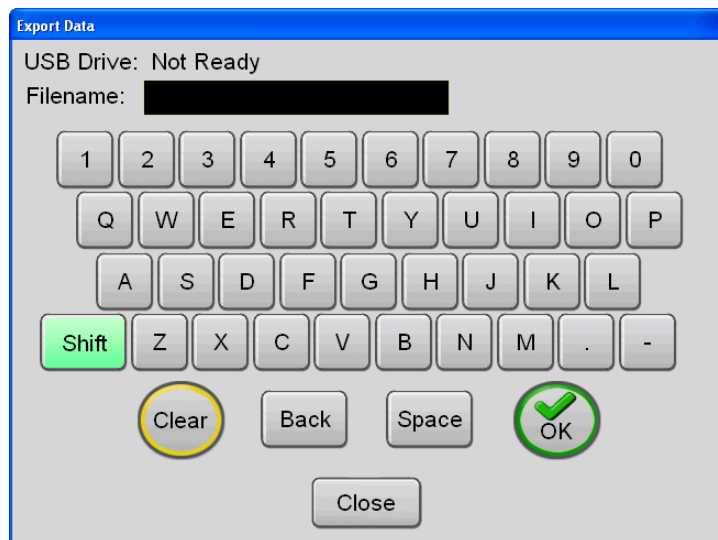 Export Data
USB Drive: Not Ready
Filename:
1 2 3 4 5 6 7 8 9 0
Q W E R T Y U I O P
A S D F G H J K L
Shift Z X C V B N M . -
Clear Back Space OK
Close